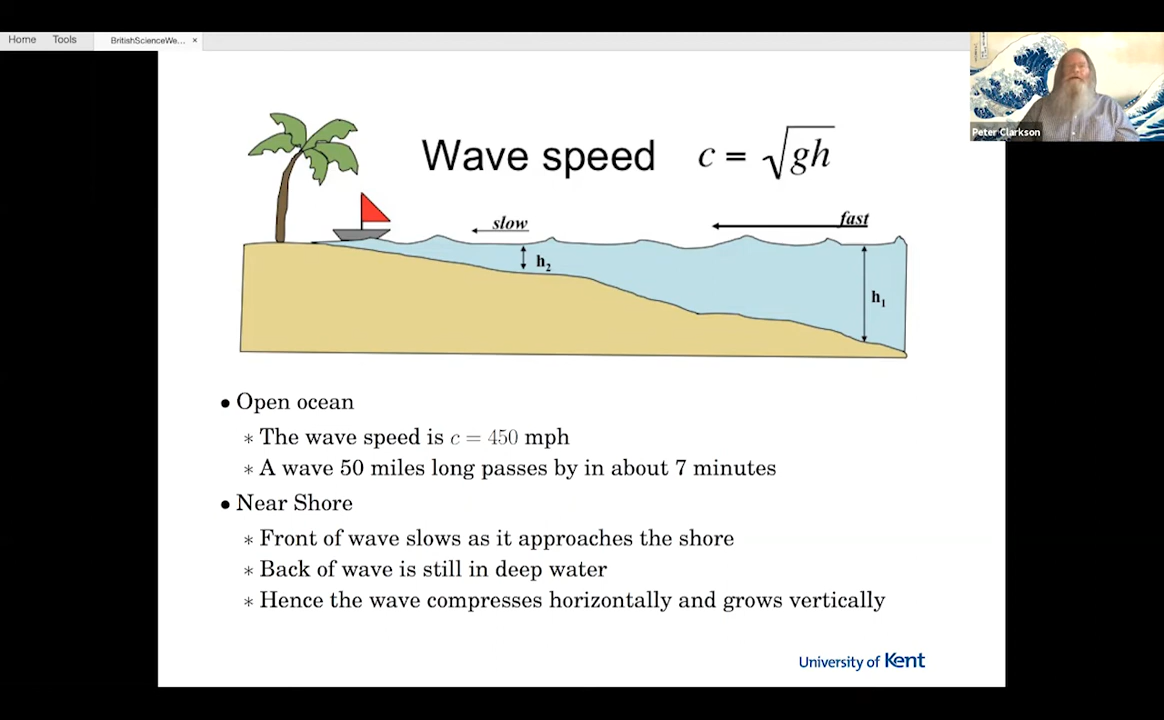 Home Tools BritishScienceWe... ×
Peter Clarkson
Wave speed c = √gh
slow fast
h₂
h₁
• Open ocean
∗ The wave speed is c = 450 mph
∗ A wave 50 miles long passes by in about 7 minutes
• Near Shore
∗ Front of wave slows as it approaches the shore
∗ Back of wave is still in deep water
∗ Hence the wave compresses horizontally and grows vertically
University of Kent